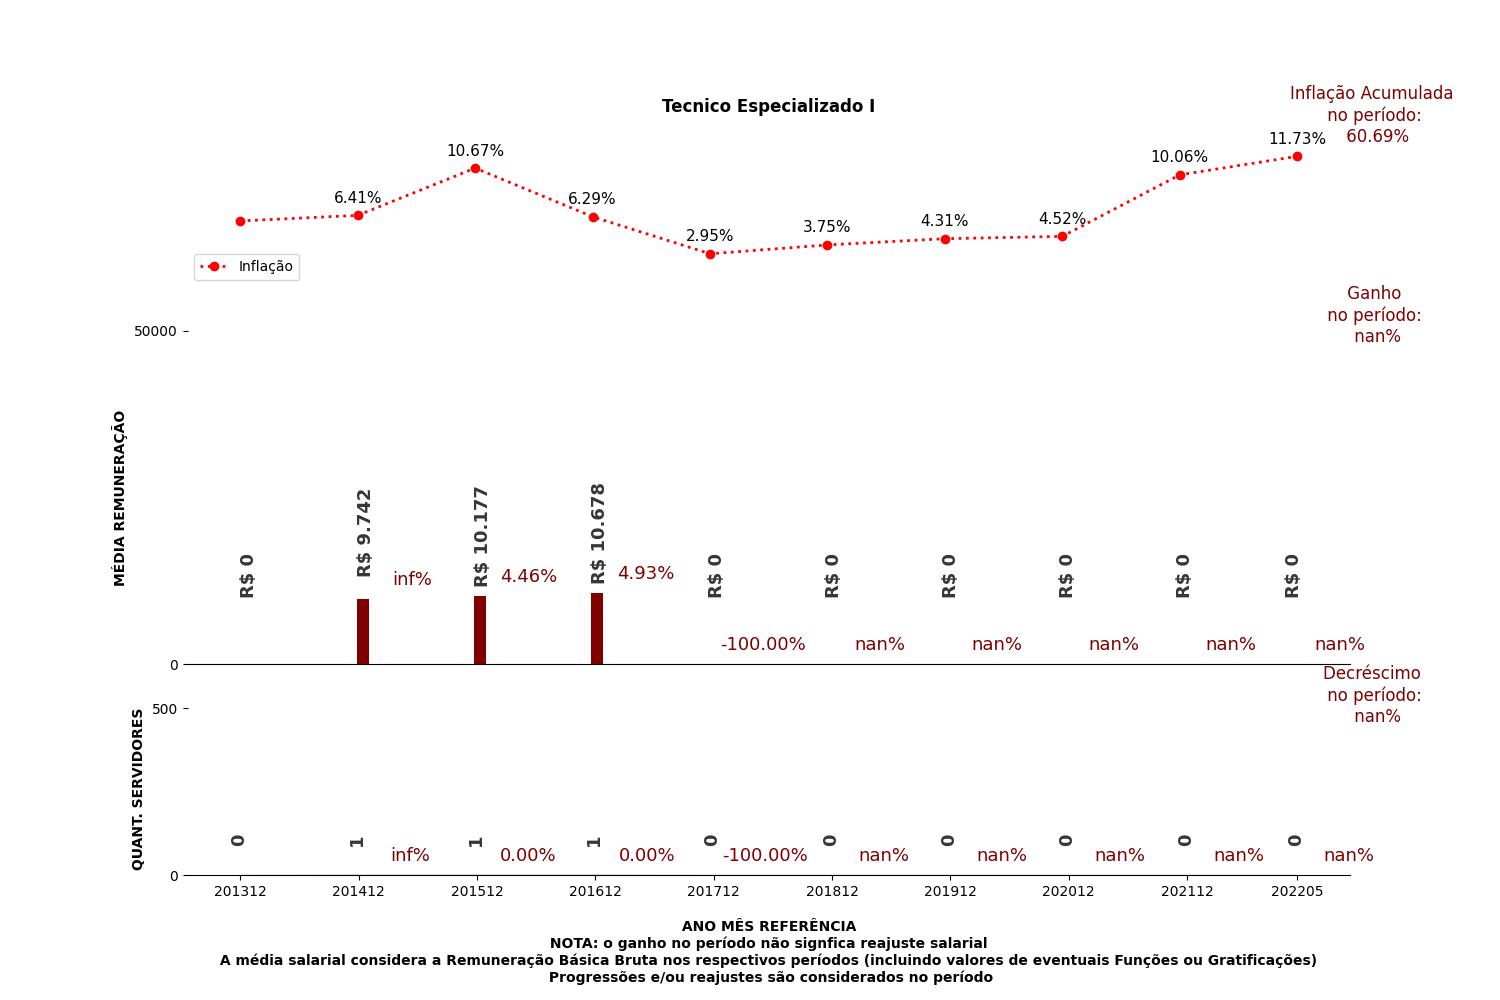 Tecnico Especializado I
Inflação Acumulada
no período:
60.69%
6.41%
10.67%
6.29%
2.95%
3.75%
4.31%
4.52%
10.06%
11.73%
Inflação
Ganho
no período:
nan%
MÉDIA REMUNERAÇÃO
50000
0
R$ 0
R$ 9.742
R$ 10.177
R$ 10.678
R$ 0
R$ 0
R$ 0
R$ 0
R$ 0
R$ 0
inf%
4.46%
4.93%
-100.00%
nan%
nan%
nan%
nan%
nan%
Decréscimo
no período:
nan%
QUANT. SERVIDORES
500
0
0
1
1
1
0
0
0
0
0
0
inf%
0.00%
0.00%
-100.00%
nan%
nan%
nan%
nan%
nan%
201312
201412
201512
201612
201712
201812
201912
202012
202112
202205
ANO MÊS REFERÊNCIA
NOTA: o ganho no período não signfica reajuste salarial
A média salarial considera a Remuneração Básica Bruta nos respectivos períodos (incluindo valores de eventuais Funções ou Gratificações)
Progressões e/ou reajustes são considerados no período